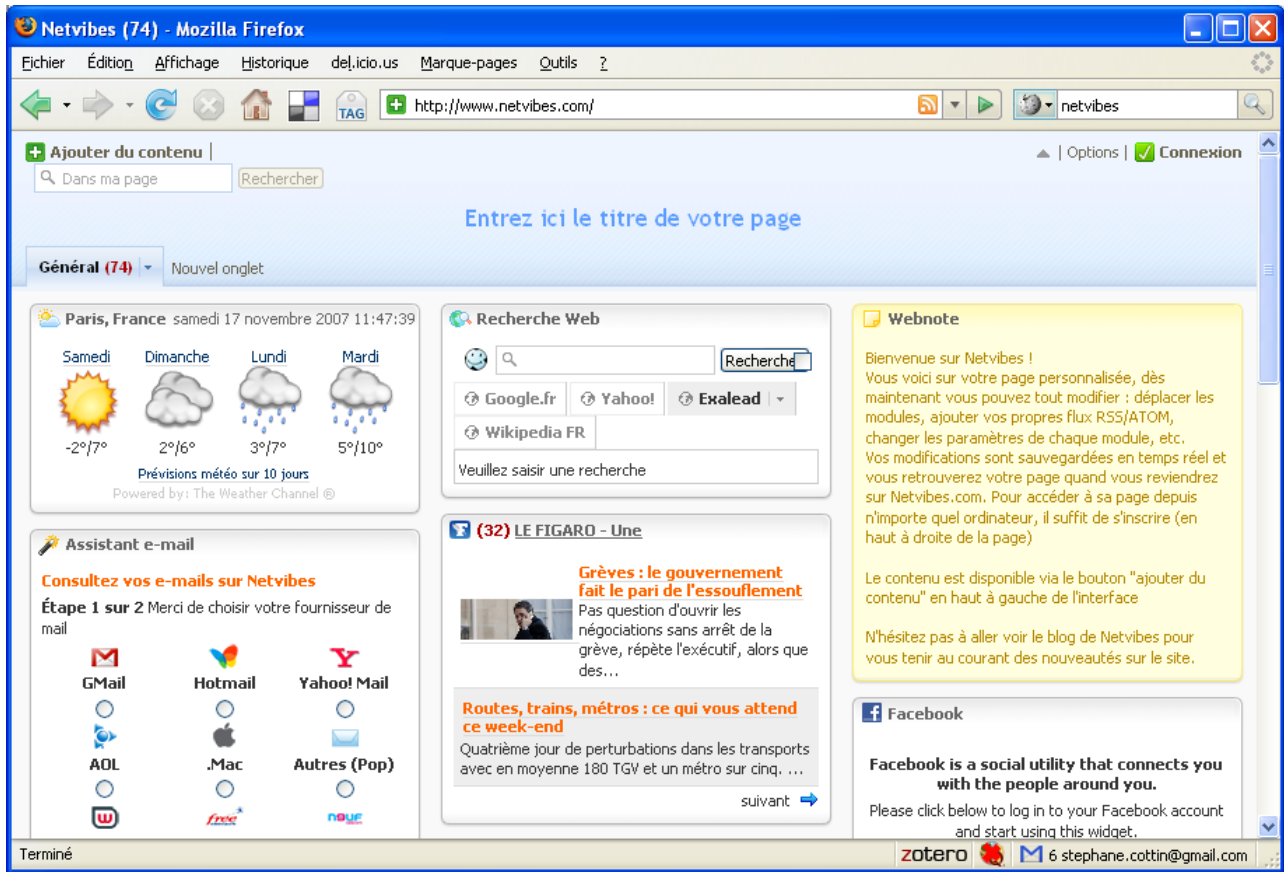 Netvibes (74) - Mozilla Firefox
Fichier Édition Affichage Historique del.icio.us Marque-pages Outils ?
TAG http://www.netvibes.com/ netvibes
Ajouter du contenu |
| Options | Connexion
Dans ma page Rechercher
Entrez ici le titre de votre page
Général (74) Nouvel onglet
Paris, France samedi 17 novembre 2007 11:47:39
Samedi Dimanche Lundi Mardi
-2°/7° 2°/6° 3°/7° 5°/10°
Prévisions météo sur 10 jours
Powered by: The Weather Channel ®
Assistant e-mail
Consultez vos e-mails sur Netvibes
Étape 1 sur 2 Merci de choisir votre fournisseur de
mail
GMail Hotmail Yahoo! Mail
AOL .Mac Autres (Pop)
free neuf
Recherche Web
Recherche
Google.fr Yahoo! Exalead
Wikipedia FR
Veuillez saisir une recherche
(32) LE FIGARO - Une
Grèves : le gouvernement
fait le pari de l'essouflement
Pas question d'ouvrir les
négociations sans arrêt de la
grève, répète l'exécutif, alors que
des...
Routes, trains, métros : ce qui vous attend
ce week-end
Quatrième jour de perturbations dans les transports
avec en moyenne 180 TGV et un métro sur cinq. ...
suivant
Webnote
Bienvenue sur Netvibes !
Vous voici sur votre page personnalisée, dès
maintenant vous pouvez tout modifier : déplacer les
modules, ajouter vos propres flux RSS/ATOM,
changer les paramètres de chaque module, etc.
Vos modifications sont sauvegardées en temps réel et
vous retrouverez votre page quand vous reviendrez
sur Netvibes.com. Pour accéder à sa page depuis
n'importe quel ordinateur, il suffit de s'inscrire (en
haut à droite de la page)
Le contenu est disponible via le bouton "ajouter du
contenu" en haut à gauche de l'interface
N'hésitez pas à aller voir le blog de Netvibes pour
vous tenir au courant des nouveautés sur le site.
Facebook
Facebook is a social utility that connects you
with the people around you.
Please click below to log in to your Facebook account
and start using this widget.
Terminé
zotero 6 stephane.cottin@gmail.com